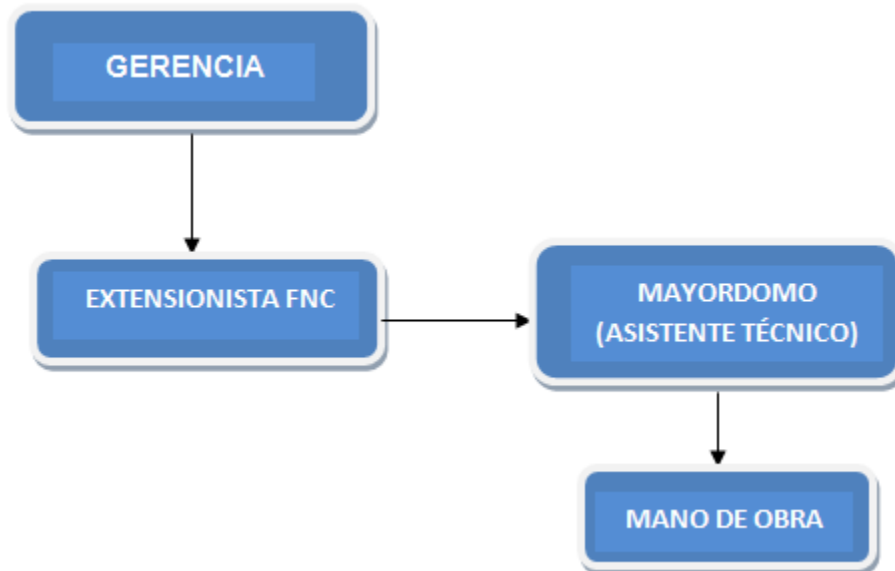 GERENCIA
EXTENSIONISTA FNC
MAYORDOMO
(ASISTENTE TÉCNICO)
MANO DE OBRA